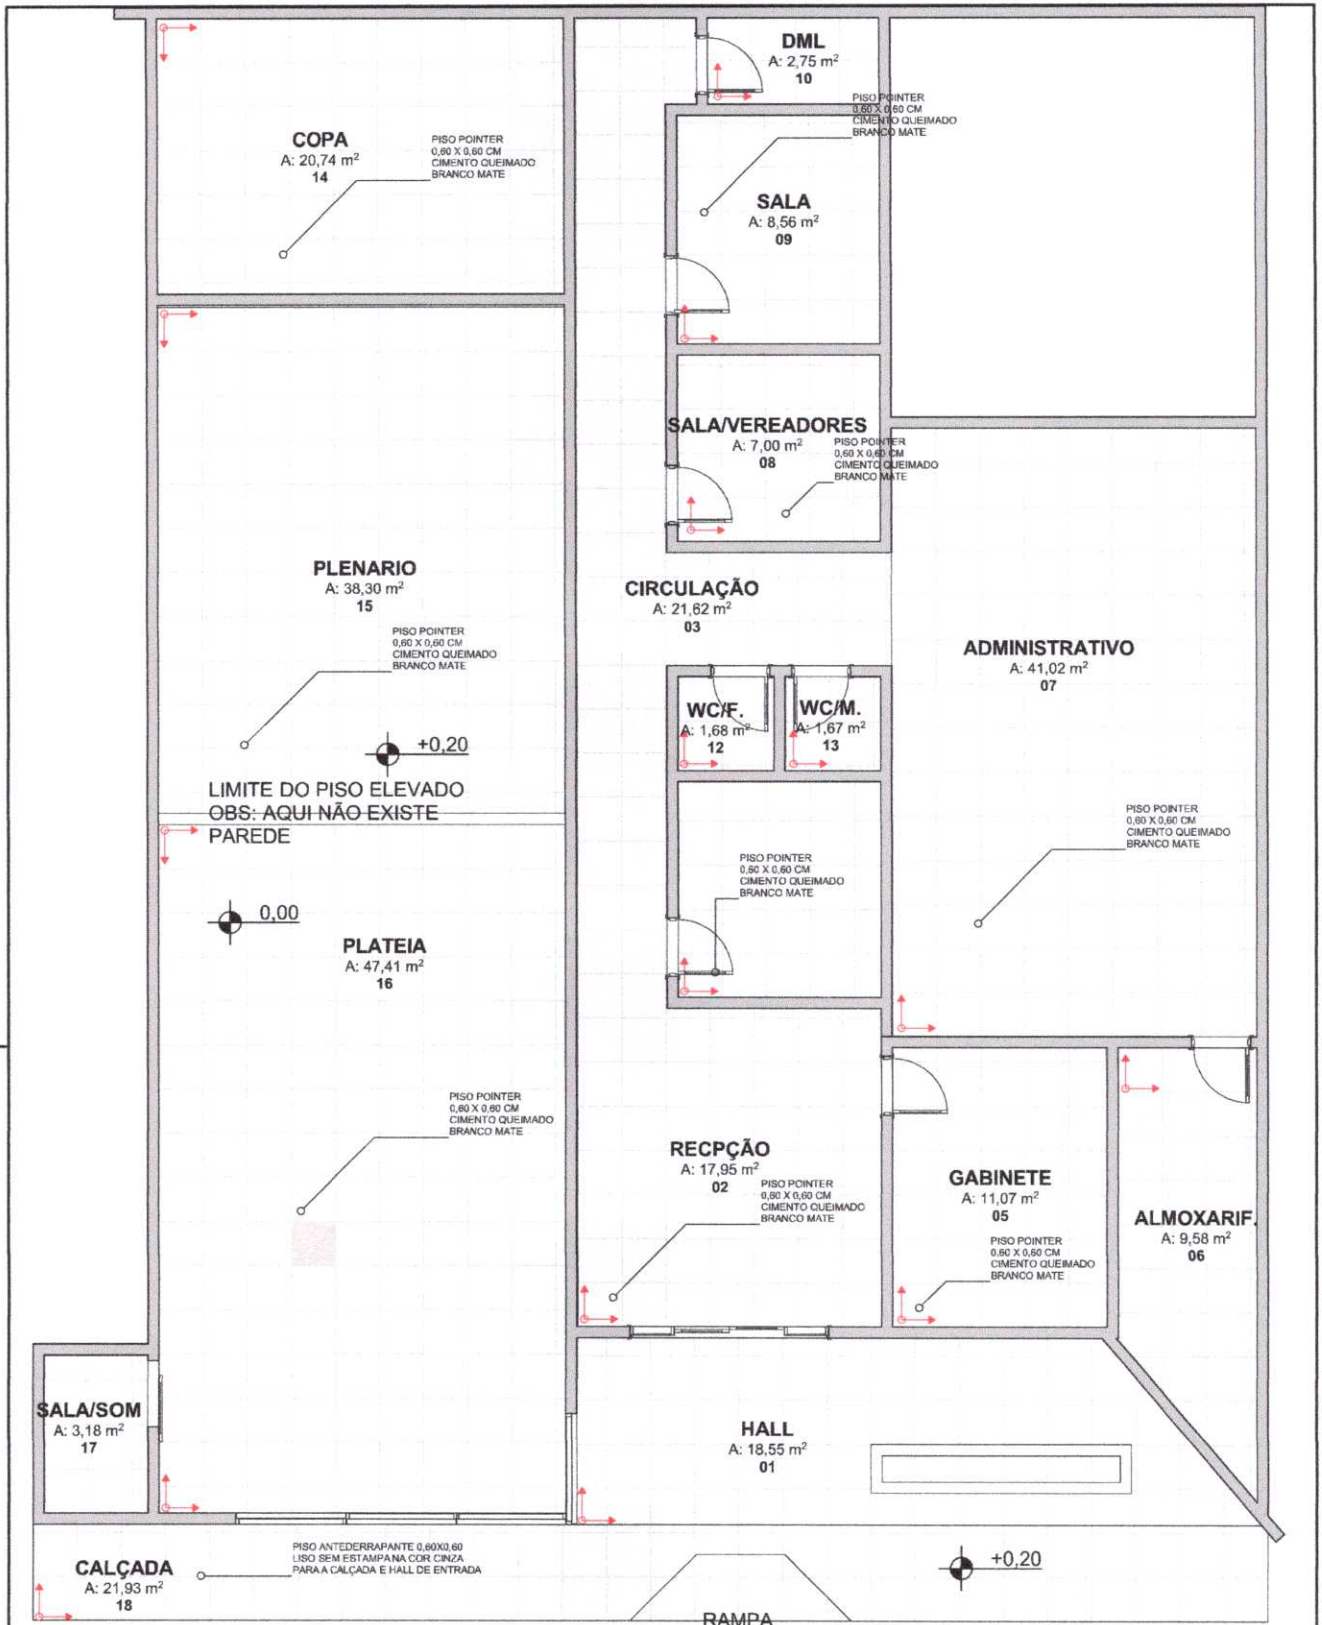 DML
A: 2,75 m²
10
PISO POINTER
0,60 X 0,60 CM
CIMENTO QUEIMADO
BRANCO MATE
COPA
A: 20,74 m²
14
PISO POINTER
0,60 X 0,60 CM
CIMENTO QUEIMADO
BRANCO MATE
SALA
A: 8,56 m²
09
SALA/VEREADORES
A: 7,00 m²
08
PISO POINTER
0,60 X 0,60 CM
CIMENTO QUEIMADO
BRANCO MATE
PLENARIO
A: 38,30 m²
15
PISO POINTER
0,60 X 0,60 CM
CIMENTO QUEIMADO
BRANCO MATE
CIRCULAÇÃO
A: 21,62 m²
03
ADMINISTRATIVO
A: 41,02 m²
07
WC/F.
A: 1,68 m²
12
WC/M.
A: 1,67 m²
13
+0,20
LIMITE DO PISO ELEVADO
OBS: AQUI NÃO EXISTE
PAREDE
PISO POINTER
0,60 X 0,60 CM
CIMENTO QUEIMADO
BRANCO MATE
PISO POINTER
0,60 X 0,60 CM
CIMENTO QUEIMADO
BRANCO MATE
0,00
PLATEIA
A: 47,41 m²
16
PISO POINTER
0,60 X 0,60 CM
CIMENTO QUEIMADO
BRANCO MATE
RECPÇÃO
A: 17,95 m²
02
PISO POINTER
0,60 X 0,60 CM
CIMENTO QUEIMADO
BRANCO MATE
GABINETE
A: 11,07 m²
05
PISO POINTER
0,60 X 0,60 CM
CIMENTO QUEIMADO
BRANCO MATE
ALMOXARIF.
A: 9,58 m²
06
SALA/SOM
A: 3,18 m²
17
HALL
A: 18,55 m²
01
CALÇADA
A: 21,93 m²
18
PISO ANTEDERRAPANTE 0,60X0,60
LISO SEM ESTAMPA NA COR CINZA
PARA A CALÇADA E HALL DE ENTRADA
+0,20
RAMPA